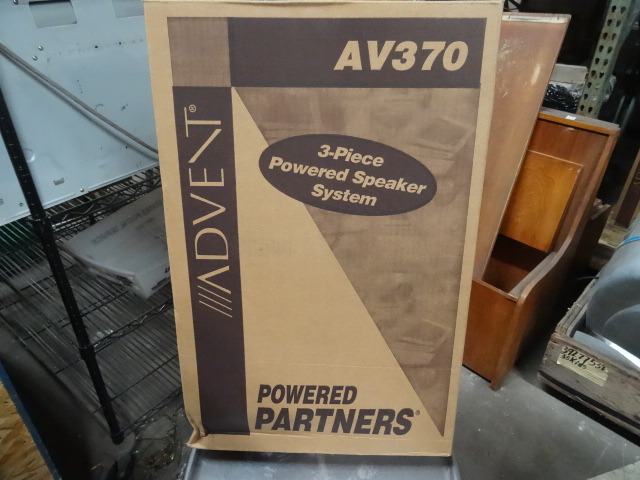 AV370
///ADVENT®
3-Piece
Powered Speaker
System
POWERED
PARTNERS®